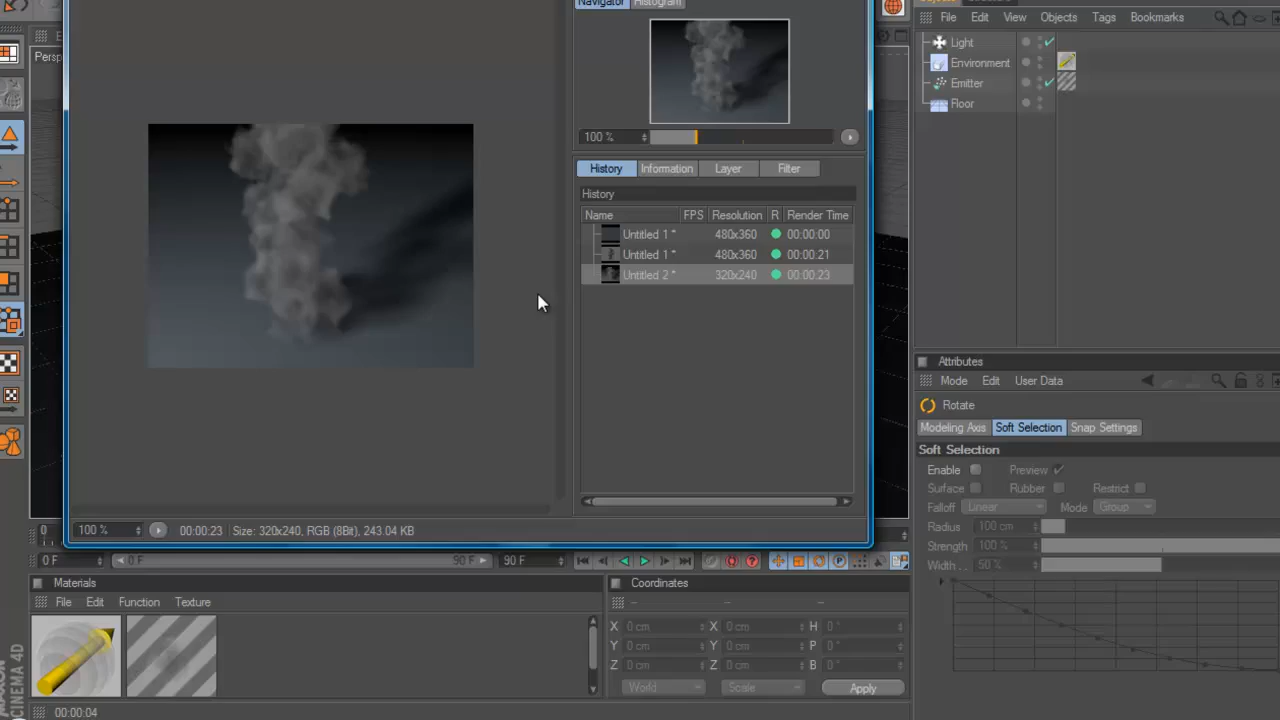 Navigator Histogram
Persp
File Edit View Objects Tags Bookmarks
Light
Environment
Emitter
Floor
100 %
History Information Layer Filter
History
Name FPS Resolution R Render Time
Untitled 1 * 480x360 00:00:00
Untitled 1 * 480x360 00:00:21
Untitled 2 * 320x240 00:00:23
Attributes
Mode Edit User Data
Rotate
Modeling Axis Soft Selection Snap Settings
Soft Selection
Enable Preview
Surface Rubber Restrict
Falloff Linear Mode Group
Radius 100 cm
Strength 100 %
Width . . 50 %
100 % 00:00:23 Size: 320x240, RGB (8Bit), 243.04 KB
0
0 F 0 F 90 F 90 F
Materials
File Edit Function Texture
Coordinates
X 0 cm X 0 cm H 0 °
Y 0 cm Y 0 cm P 0 °
Z 0 cm Z 0 cm B 0 °
World Scale Apply
MAXON
CINEMA 4D
00:00:04